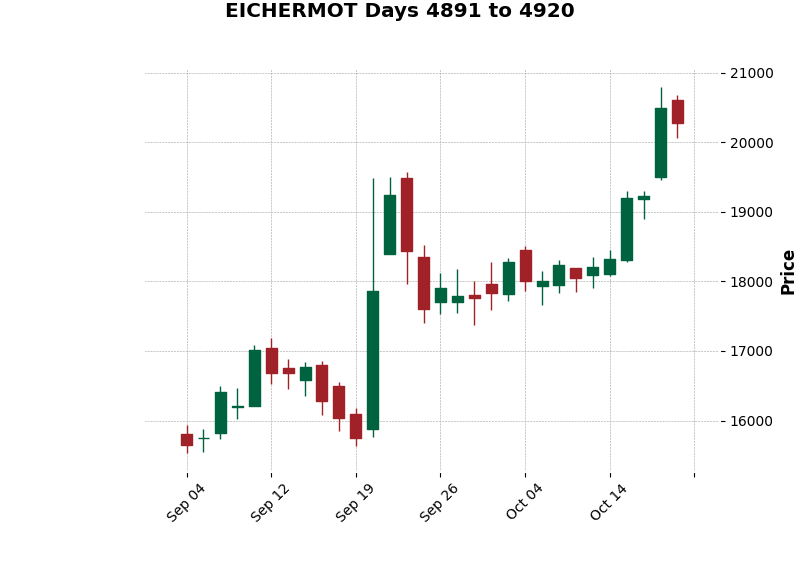 EICHERMOT Days 4891 to 4920
21000
20000
19000
18000
17000
16000
Price
Sep 04
Sep 12
Sep 19
Sep 26
Oct 04
Oct 14